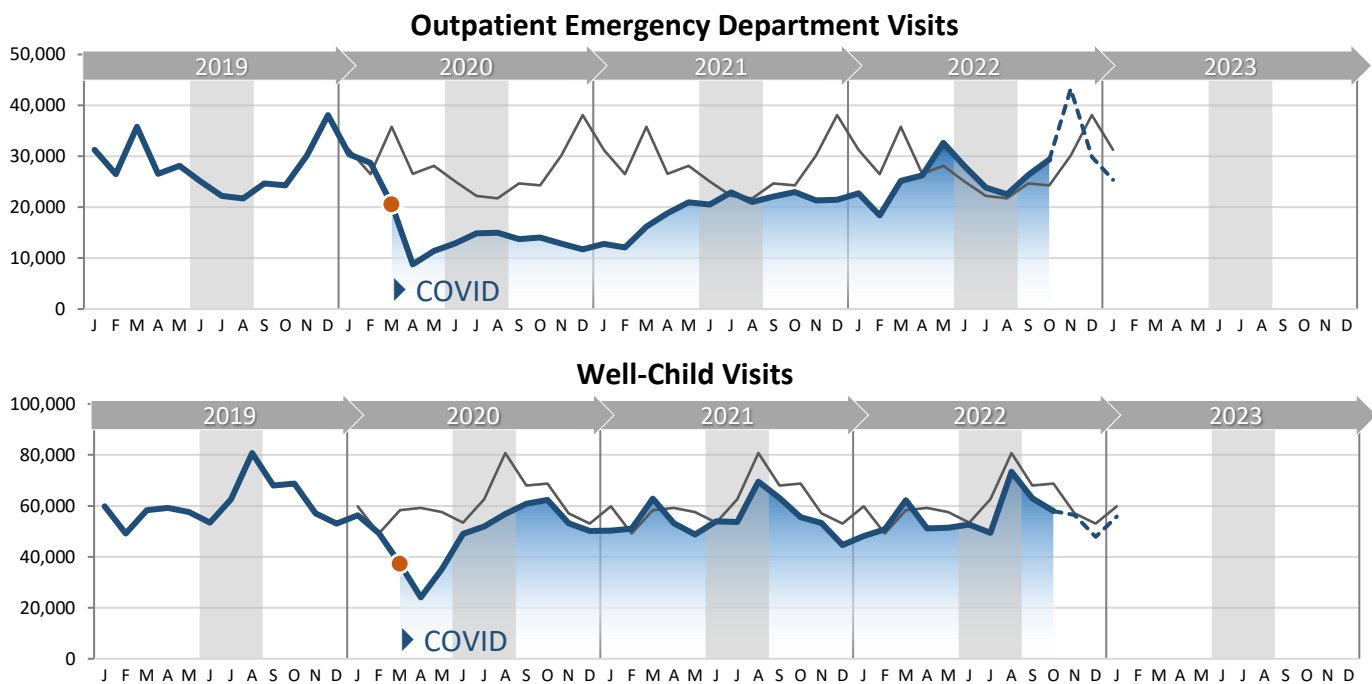 Outpatient Emergency Department Visits
50,000
2019 2020 2021 2022 2023
40,000
30,000
20,000
10,000
COVID
0
J F M A M J J A S O N D J F M A M J J A S O N D J F M A M J J A S O N D J F M A M J J A S O N D J F M A M J J A S O N D
Well-Child Visits
100,000
2019 2020 2021 2022 2023
80,000
60,000
40,000
20,000
COVID
0
J F M A M J J A S O N D J F M A M J J A S O N D J F M A M J J A S O N D J F M A M J J A S O N D J F M A M J J A S O N D